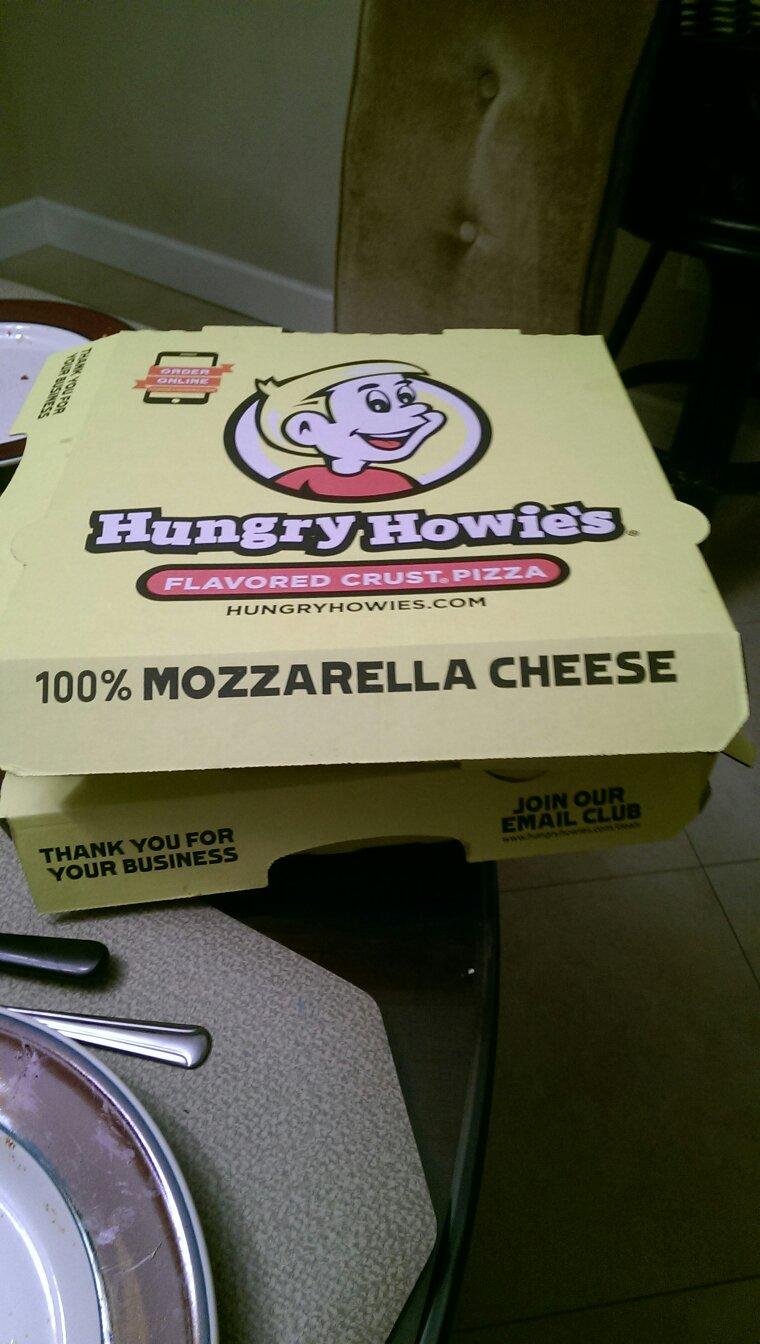 THANK YOU FOR
YOUR BUSINESS
ORDER
ONLINE
Hungry Howie's®
FLAVORED CRUST® PIZZA
HUNGRYHOWIES.COM
100% MOZZARELLA CHEESE
THANK YOU FOR
YOUR BUSINESS
JOIN OUR
EMAIL CLUB